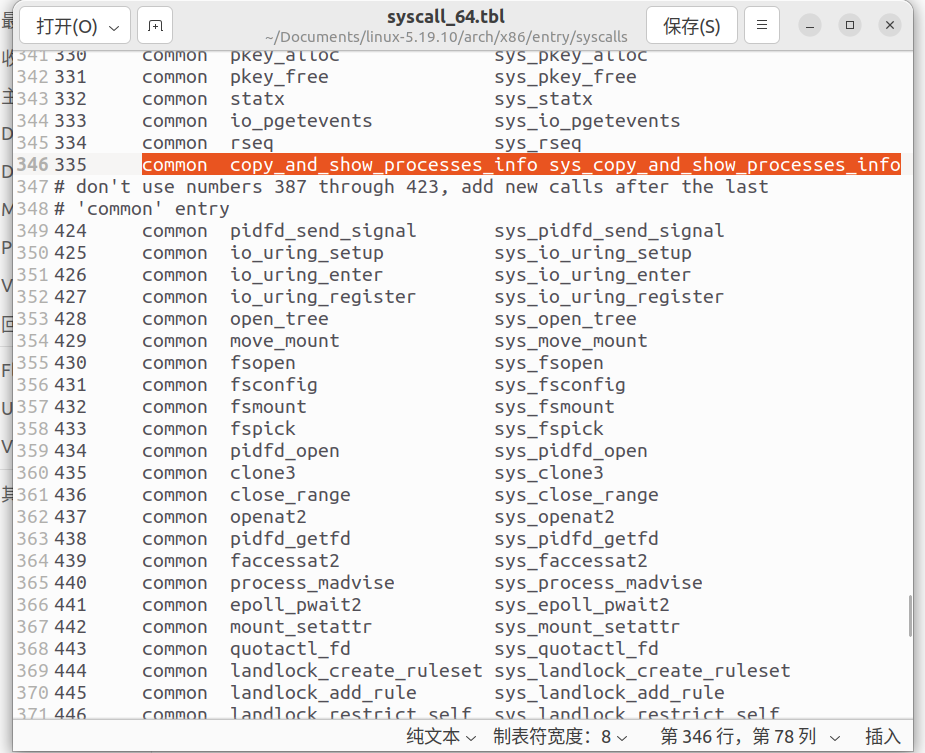 打开(O)
syscall_64.tbl
~/Documents/linux-5.19.10/arch/x86/entry/syscalls
保存(S)
341 330 common pkey_alloc sys_pkey_alloc
342 331 common pkey_free sys_pkey_free
343 332 common statx sys_statx
344 333 common io_pgetevents sys_io_pgetevents
345 334 common rseq sys_rseq
346 335 common copy_and_show_processes_info sys_copy_and_show_processes_info
347 # don't use numbers 387 through 423, add new calls after the last
348 # 'common' entry
349 424 common pidfd_send_signal sys_pidfd_send_signal
350 425 common io_uring_setup sys_io_uring_setup
351 426 common io_uring_enter sys_io_uring_enter
352 427 common io_uring_register sys_io_uring_register
353 428 common open_tree sys_open_tree
354 429 common move_mount sys_move_mount
355 430 common fsopen sys_fsopen
356 431 common fsconfig sys_fsconfig
357 432 common fsmount sys_fsmount
358 433 common fspick sys_fspick
359 434 common pidfd_open sys_pidfd_open
360 435 common clone3 sys_clone3
361 436 common close_range sys_close_range
362 437 common openat2 sys_openat2
363 438 common pidfd_getfd sys_pidfd_getfd
364 439 common faccessat2 sys_faccessat2
365 440 common process_madvise sys_process_madvise
366 441 common epoll_pwait2 sys_epoll_pwait2
367 442 common mount_setattr sys_mount_setattr
368 443 common quotactl_fd sys_quotactl_fd
369 444 common landlock_create_ruleset sys_landlock_create_ruleset
370 445 common landlock_add_rule sys_landlock_add_rule
371 446 common landlock_restrict_self sys_landlock_restrict_self
纯文本 制表符宽度：8 第 346 行，第 78 列 插入